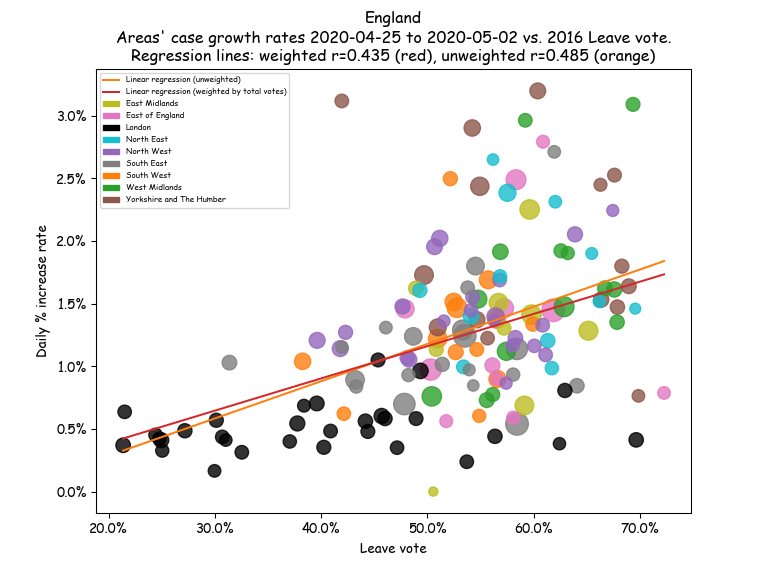 England
Areas' case growth rates 2020-04-25 to 2020-05-02 vs. 2016 Leave vote.
Regression lines: weighted r=0.435 (red), unweighted r=0.485 (orange)
Linear regression (unweighted)
Linear regression (weighted by total votes)
East Midlands
East of England
London
North East
North West
South East
South West
West Midlands
Yorkshire and The Humber
Daily % increase rate
3.0%
2.5%
2.0%
1.5%
1.0%
0.5%
0.0%
20.0% 30.0% 40.0% 50.0% 60.0% 70.0%
Leave vote